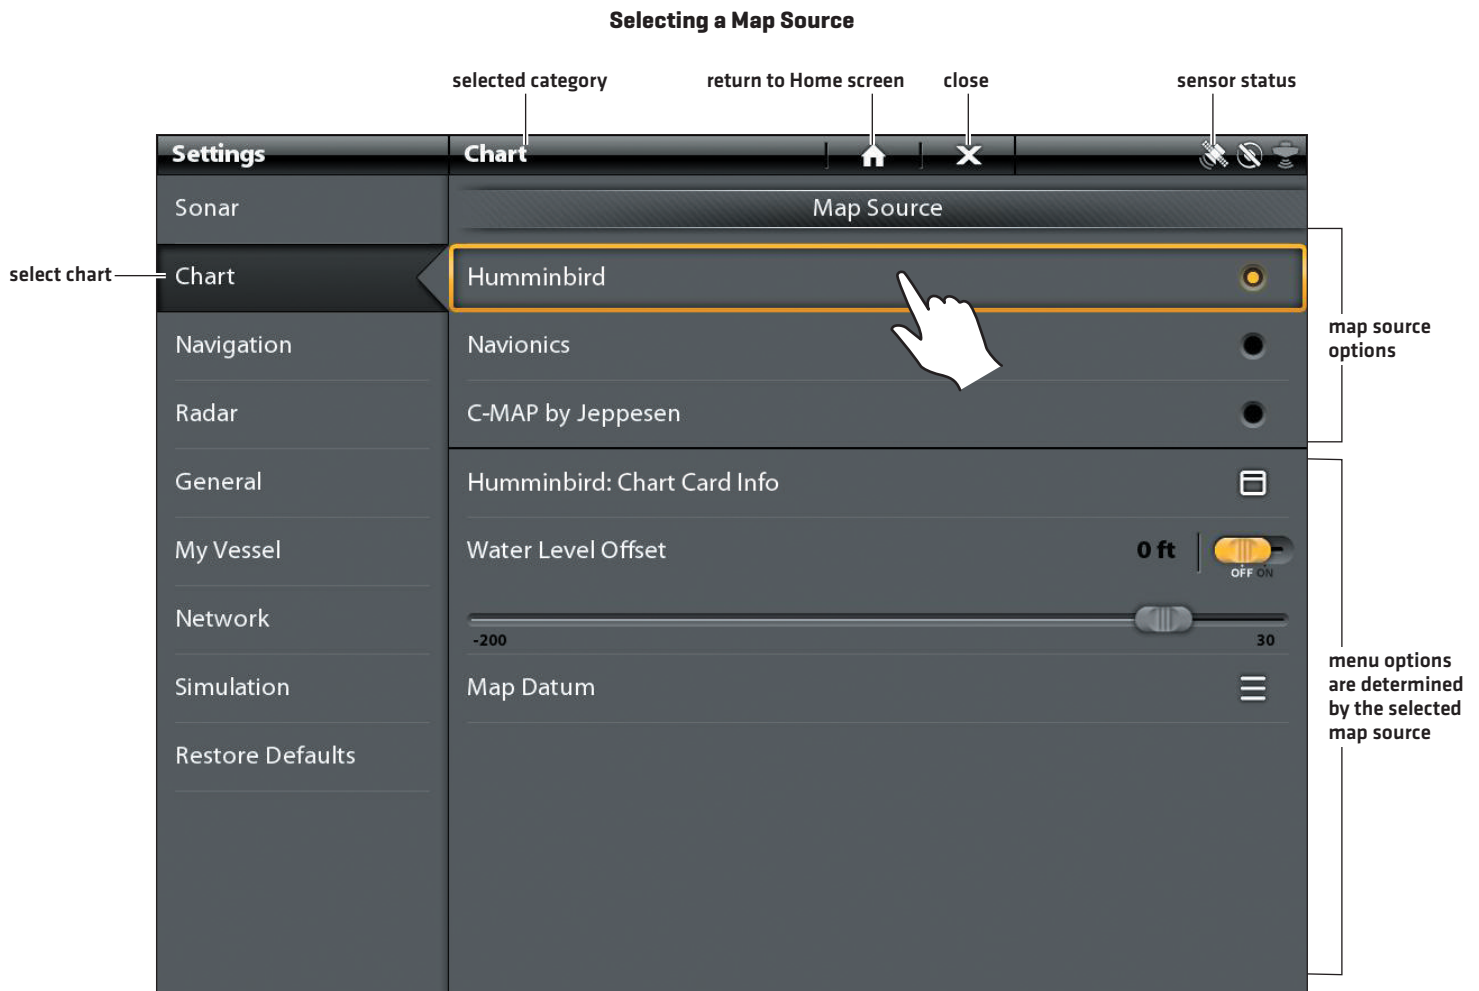 Selecting a Map Source
selected category
return to Home screen
close
sensor status
Settings
Chart
Sonar
Map Source
select chart
Chart
Humminbird
Navigation
Navionics
map source
options
Radar
C-MAP by Jeppesen
General
Humminbird: Chart Card Info
My Vessel
Water Level Offset
0 ft
OFF ON
Network
-200
30
Simulation
Map Datum
menu options
are determined
by the selected
map source
Restore Defaults